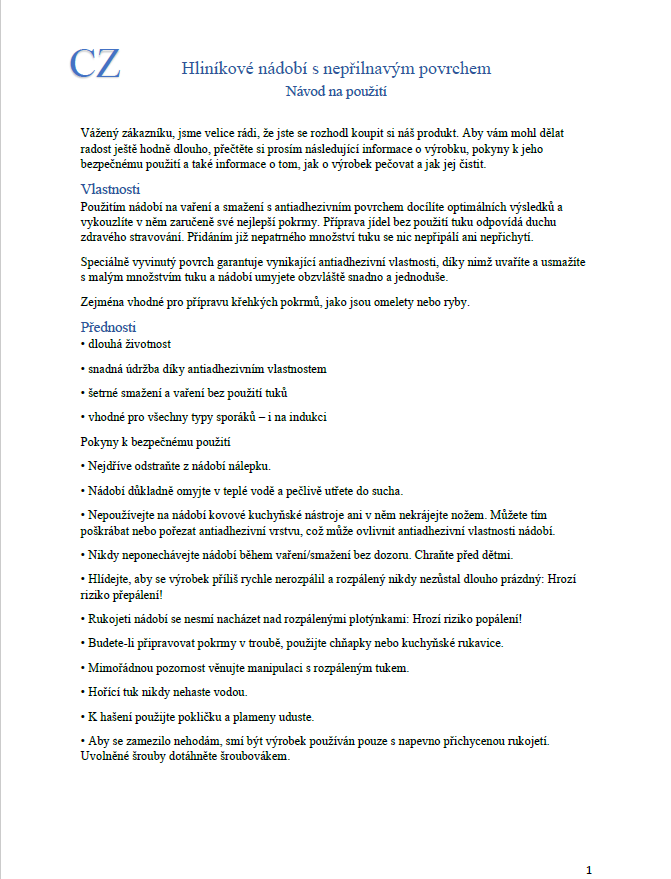 CZ
Hliníkové nádobí s nepřilnavým povrchem
Návod na použití
Vážený zákazníku, jsme velice rádi, že jste se rozhodl koupit si náš produkt. Aby vám mohl dělat
radost ještě hodně dlouho, přečtěte si prosím následující informace o výrobku, pokyny k jeho
bezpečnému použití a také informace o tom, jak o výrobek pečovat a jak jej čistit.
Vlastnosti
Použitím nádobí na vaření a smažení s antiadhezivním povrchem docílíte optimálních výsledků a
vykouzlíte v něm zaručeně své nejlepší pokrmy. Příprava jídel bez použití tuku odpovídá duchu
zdravého stravování. Přidáním již nepatrného množství tuku se nic nepřipálí ani nepřichytí.
Speciálně vyvinutý povrch garantuje vynikající antiadhezivní vlastnosti, díky nimž uvaříte a usmažíte
s malým množstvím tuku a nádobí umyjete obzvláště snadno a jednoduše.
Zejména vhodné pro přípravu křehkých pokrmů, jako jsou omelety nebo ryby.
Přednosti
• dlouhá životnost
• snadná údržba díky antiadhezivním vlastnostem
• šetrné smažení a vaření bez použití tuků
• vhodné pro všechny typy sporáků – i na indukci
Pokyny k bezpečnému použití
• Nejdříve odstraňte z nádobí nálepku.
• Nádobí důkladně omyjte v teplé vodě a pečlivě utřete do sucha.
• Nepoužívejte na nádobí kovové kuchyňské nástroje ani v něm nekrájejte nožem. Můžete tím
poškrábat nebo pořezat antiadhezivní vrstvu, což může ovlivnit antiadhezivní vlastnosti nádobí.
• Nikdy neponechávejte nádobí během vaření/smažení bez dozoru. Chraňte před dětmi.
• Hlídejte, aby se výrobek příliš rychle nerozpálil a rozpálený nikdy nezůstal dlouho prázdný: Hrozí
riziko přepálení!
• Rukojeti nádobí se nesmí nacházet nad rozpálenými plotýnkami: Hrozí riziko popálení!
• Budete-li připravovat pokrmy v troubě, použijte chňapky nebo kuchyňské rukavice.
• Mimořádnou pozornost věnujte manipulaci s rozpáleným tukem.
• Hořící tuk nikdy nehaste vodou.
• K hašení použijte pokličku a plameny uduste.
• Aby se zamezilo nehodám, smí být výrobek používán pouze s napevno přichycenou rukojetí.
Uvolněné šrouby dotáhněte šroubovákem.
1